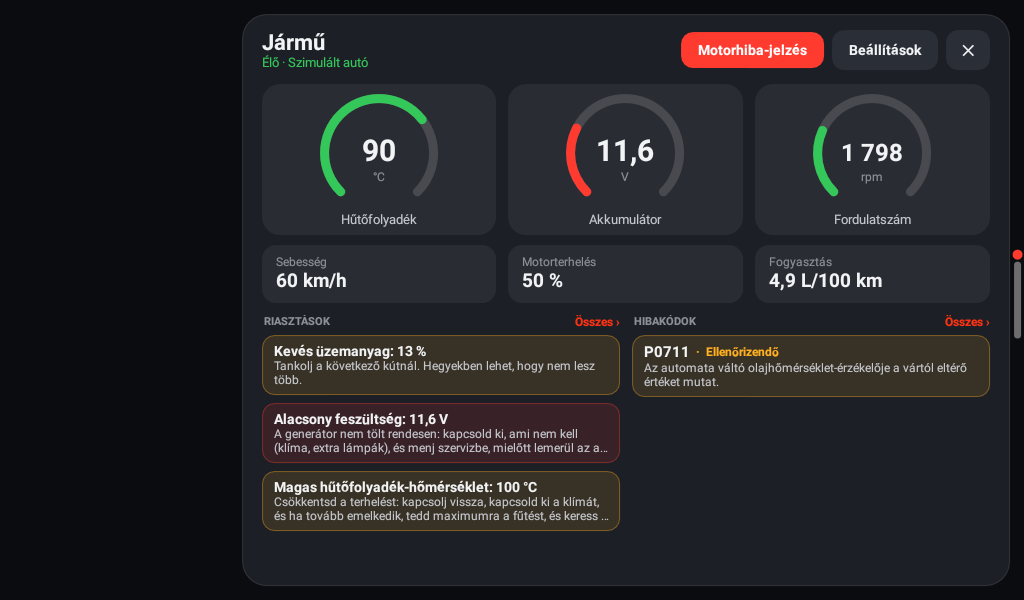 Jármű
Élő · Szimulált autó
Motorhiba-jelzés
Beállítások
90
°C
Hűtőfolyadék
11,6
V
Akkumulátor
1 798
rpm
Fordulatszám
Sebesség
60 km/h
Motorterhelés
50 %
Fogyasztás
4,9 L/100 km
RIASZTÁSOK
Összes ›
Kevés üzemanyag: 13 %
Tankolj a következő kútnál. Hegyekben lehet, hogy nem lesz
több.
Alacsony feszültség: 11,6 V
A generátor nem tölt rendesen: kapcsold ki, ami nem kell
(klíma, extra lámpák), és menj szervizbe, mielőtt lemerül az a…
Magas hűtőfolyadék-hőmérséklet: 100 °C
Csökkentsd a terhelést: kapcsolj vissza, kapcsold ki a klímát,
és ha tovább emelkedik, tedd maximumra a fűtést, és keress …
HIBAKÓDOK
Összes ›
P0711 · Ellenőrizendő
Az automata váltó olajhőmérséklet-érzékelője a vártól eltérő
értéket mutat.